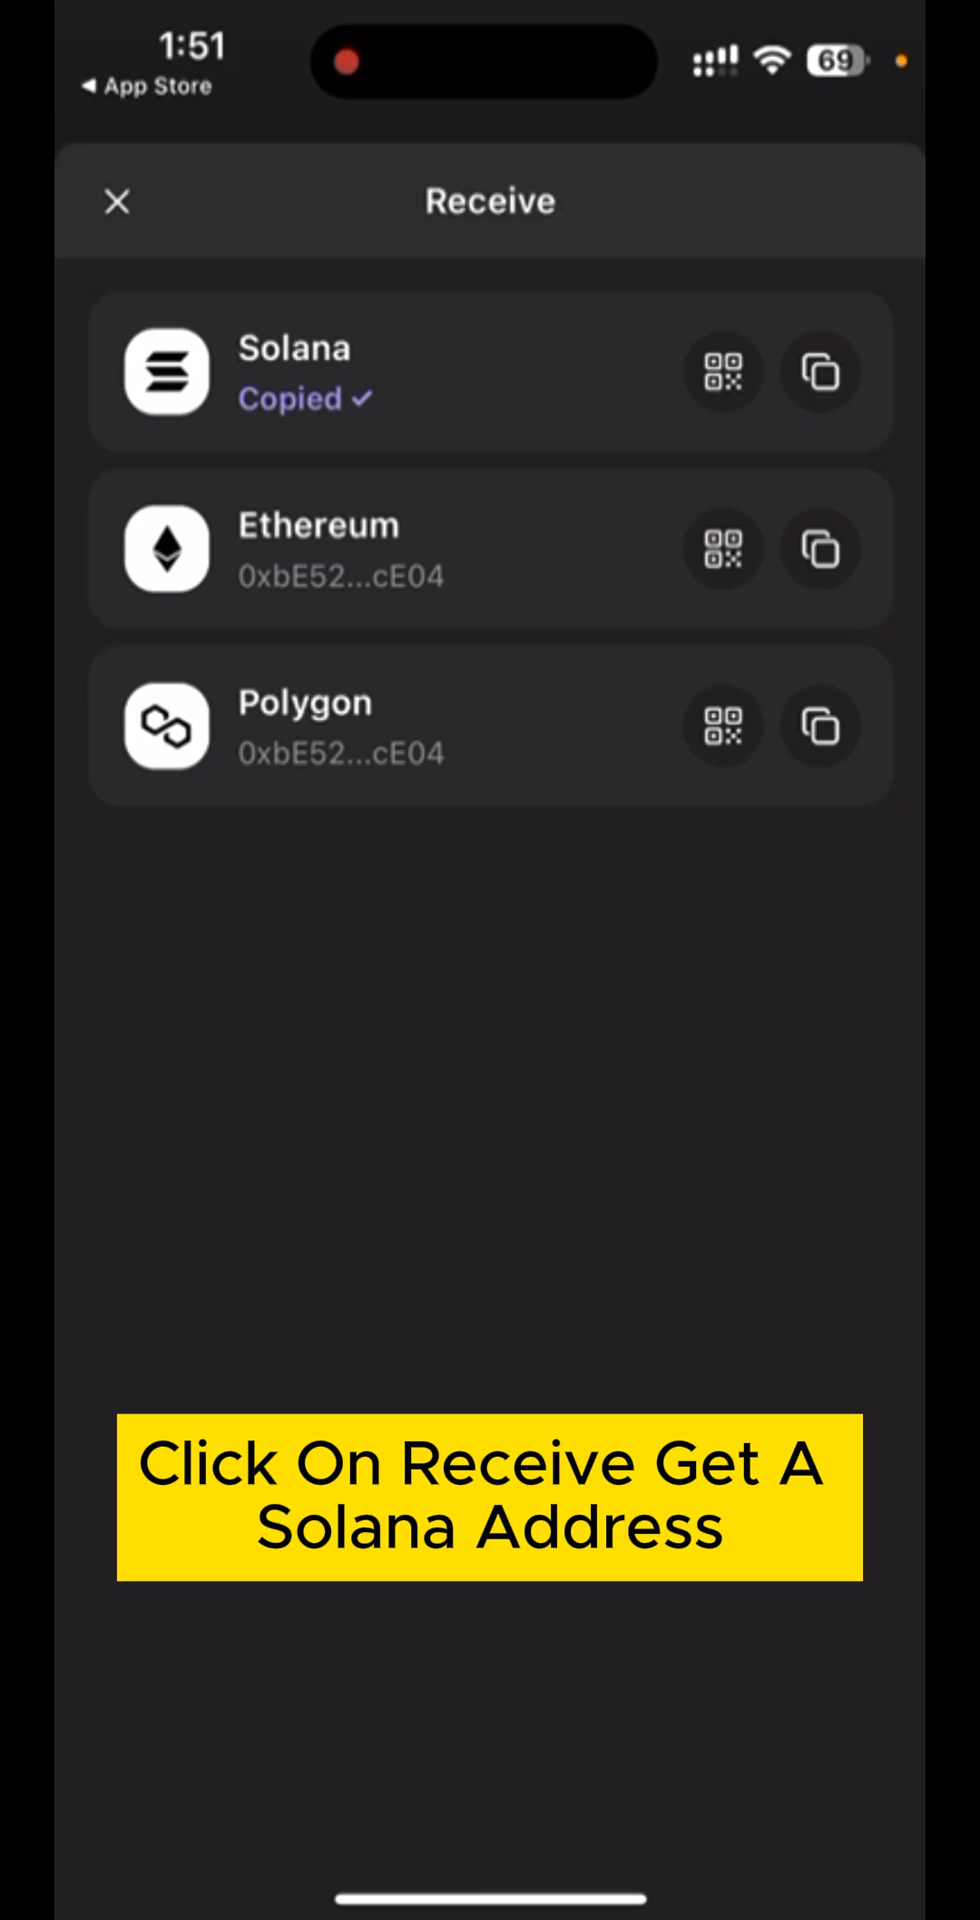 1:51
69
App Store
Receive
Solana
Copied
Ethereum
0xbE52...cE04
Polygon
0xbE52...cE04
Click On Receive Get A
Solana Address